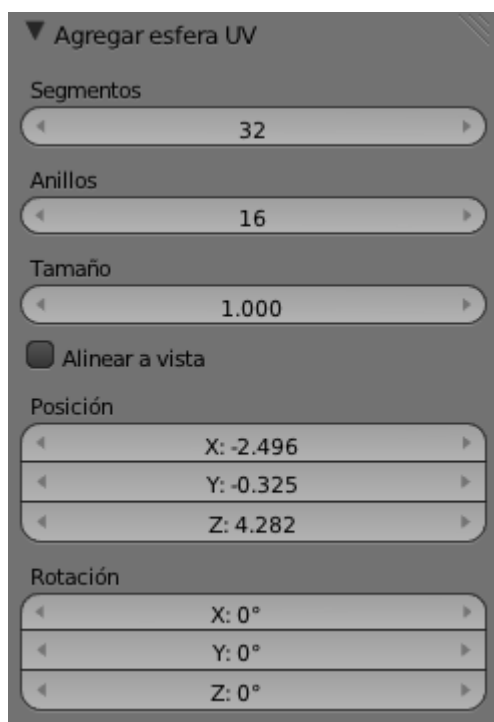 Agregar esfera UV
Segmentos
32
Anillos
16
Tamaño
1.000
Alinear a vista
Posición
X: -2.496
Y: -0.325
Z: 4.282
Rotación
X: 0°
Y: 0°
Z: 0°